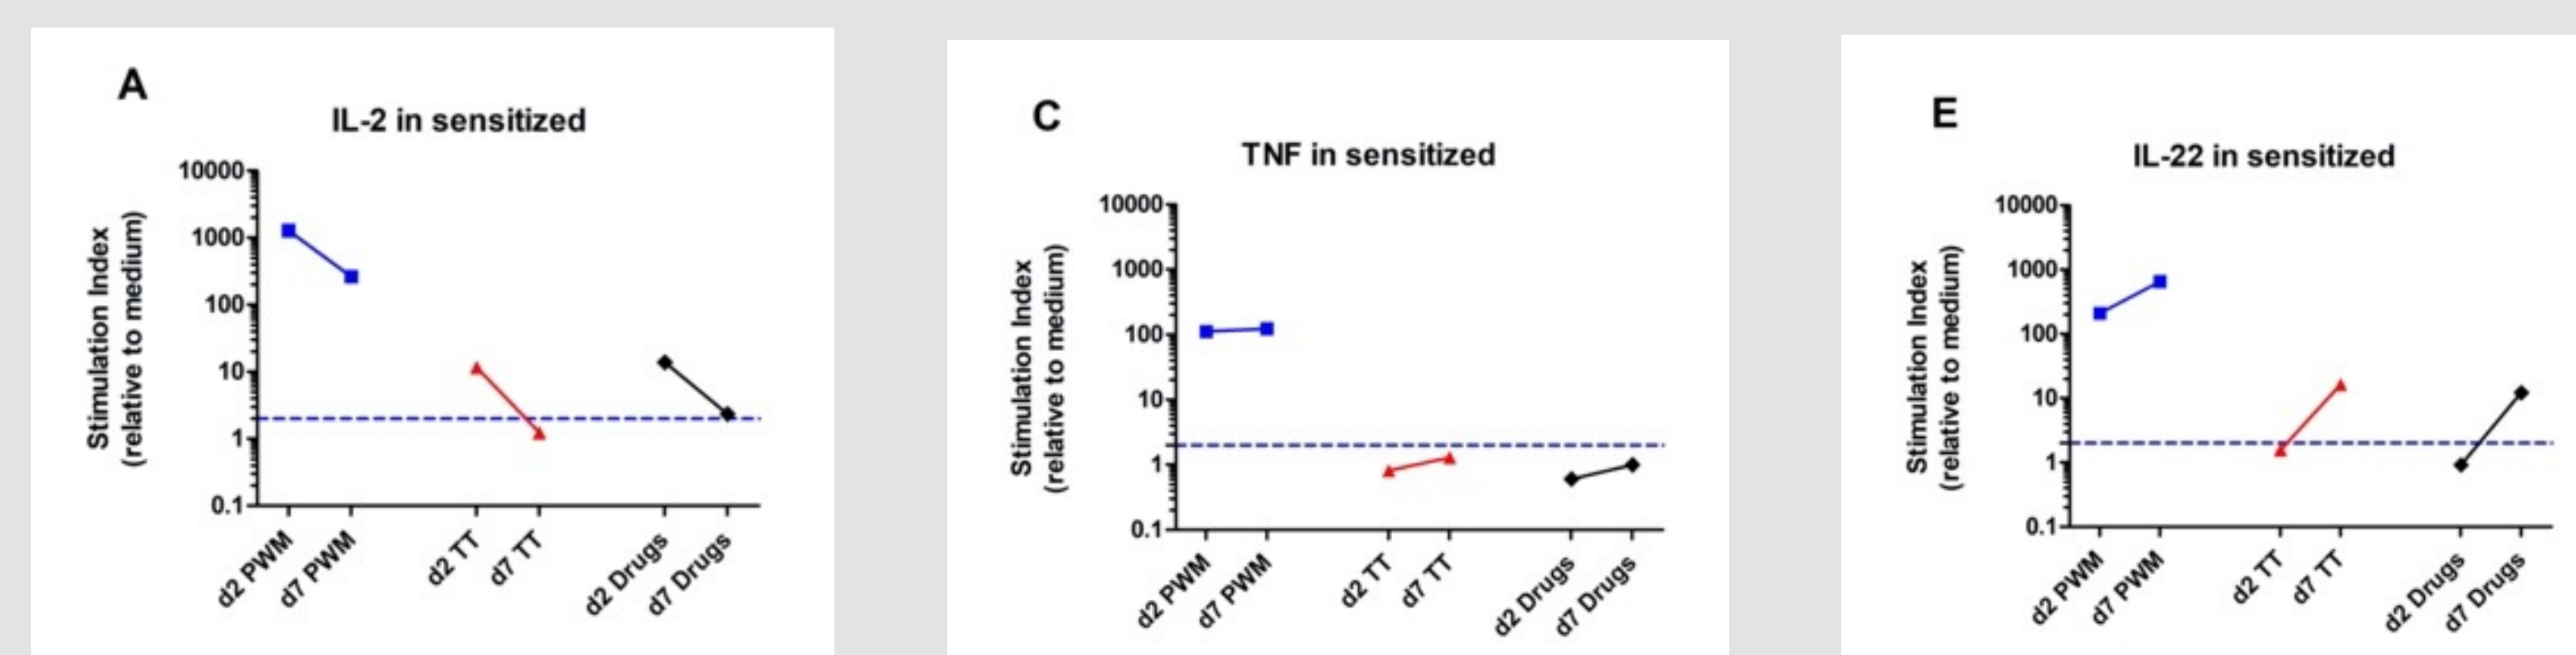 A
IL-2 in sensitized
Stimulation Index
(relative to medium)
10000
1000
100
10
1
0.1
d2 PWM
d7 PWM
d2 TT
d7 TT
d2 Drugs
d7 Drugs
C
TNF in sensitized
Stimulation Index
(relative to medium)
10000
1000
100
10
1
0.1
d2 PWM
d7 PWM
d2 TT
d7 TT
d2 Drugs
d7 Drugs
E
IL-22 in sensitized
Stimulation Index
(relative to medium)
10000
1000
100
10
1
0.1
d2 PWM
d7 PWM
d2 TT
d7 TT
d2 Drugs
d7 Drugs